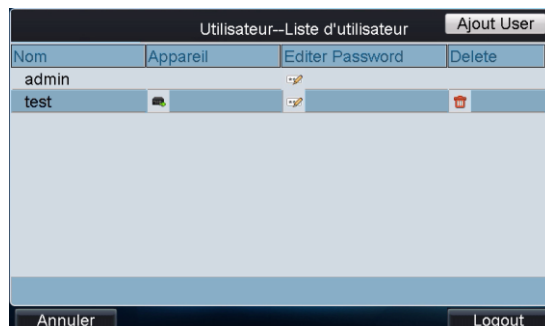 Utilisateur--Liste d'utilisateur Ajout User
Nom Appareil Editer Password Delete
admin
test
Annuler Logout